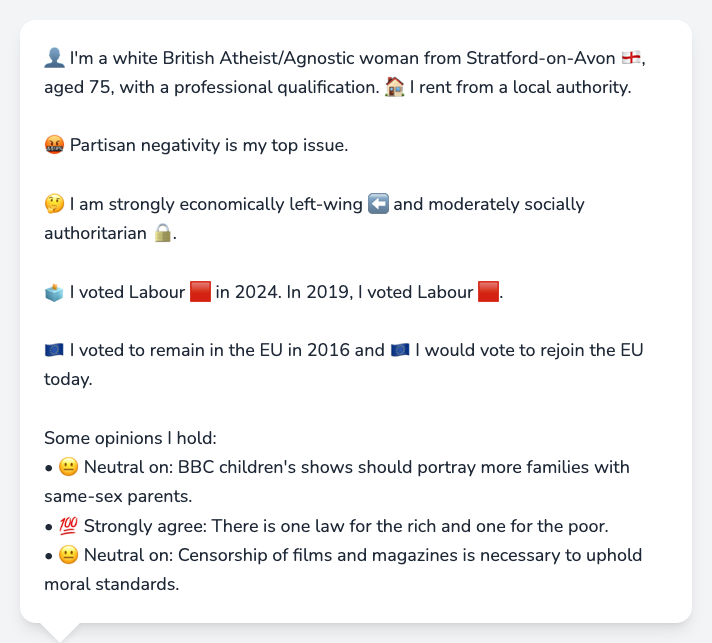 👤 I'm a white British Atheist/Agnostic woman from Stratford-on-Avon 🏴󠁧󠁢󠁥󠁮󠁧󠁿,
aged 75, with a professional qualification. 🏠 I rent from a local authority.
🤬 Partisan negativity is my top issue.
🤔 I am strongly economically left-wing ⬅️ and moderately socially
authoritarian 🔒.
🗳️ I voted Labour 🟥 in 2024. In 2019, I voted Labour 🟥.
🇪🇺 I voted to remain in the EU in 2016 and 🇪🇺 I would vote to rejoin the EU
today.
Some opinions I hold:
• 😐 Neutral on: BBC children's shows should portray more families with
same-sex parents.
• 💯 Strongly agree: There is one law for the rich and one for the poor.
• 😐 Neutral on: Censorship of films and magazines is necessary to uphold
moral standards.